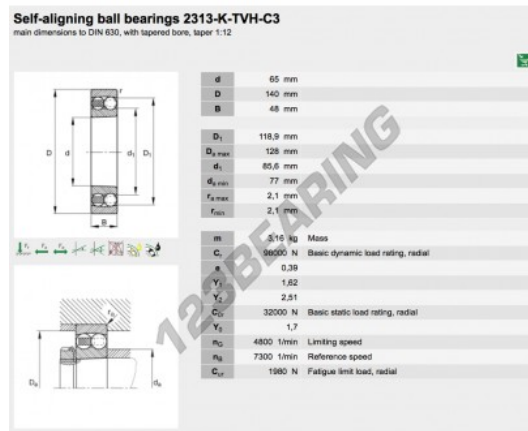 Self-aligning ball bearings 2313-K-TVH-C3
main dimensions to DIN 630, with tapered bore, taper 1:12
d 65 mm
D 140 mm
B 48 mm
D1 118,9 mm
Da max 128 mm
d1 85,6 mm
da min 77 mm
ra max 2,1 mm
rmin 2,1 mm
m 3,16 kg Mass
Cr 98000 N Basic dynamic load rating, radial
e 0,39
Y1 1,62
Y2 2,51
C0r 32000 N Basic static load rating, radial
Y0 1,7
nG 4800 1/min Limiting speed
nB 7300 1/min Reference speed
Cur 1980 N Fatigue limit load, radial
r
D d d1 D1
B
ra
Da da
123BEARING